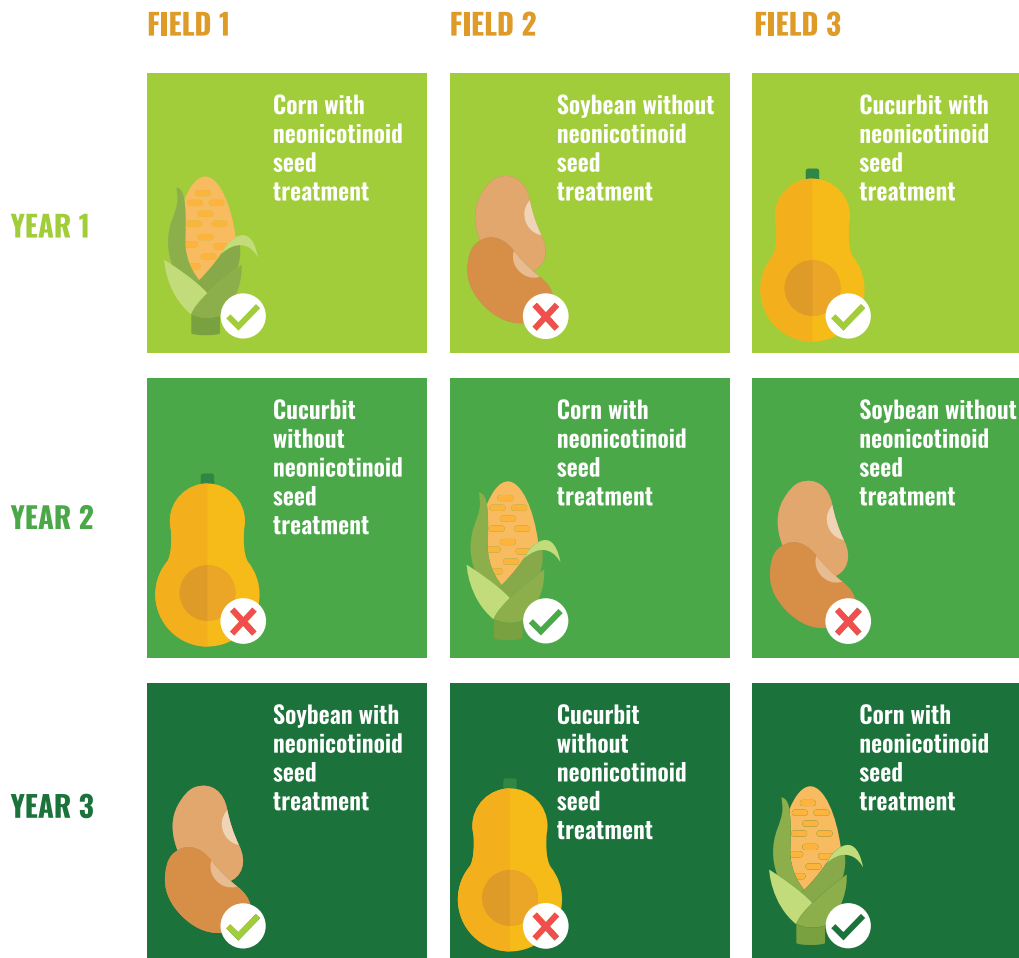 FIELD 1
FIELD 2
FIELD 3
YEAR 1
Corn with
neonicotinoid
seed
treatment
Soybean without
neonicotinoid
seed
treatment
Cucurbit with
neonicotinoid
seed
treatment
YEAR 2
Cucurbit
without
neonicotinoid
seed
treatment
Corn with
neonicotinoid
seed
treatment
Soybean without
neonicotinoid
seed
treatment
YEAR 3
Soybean with
neonicotinoid
seed
treatment
Cucurbit
without
neonicotinoid
seed
treatment
Corn with
neonicotinoid
seed
treatment